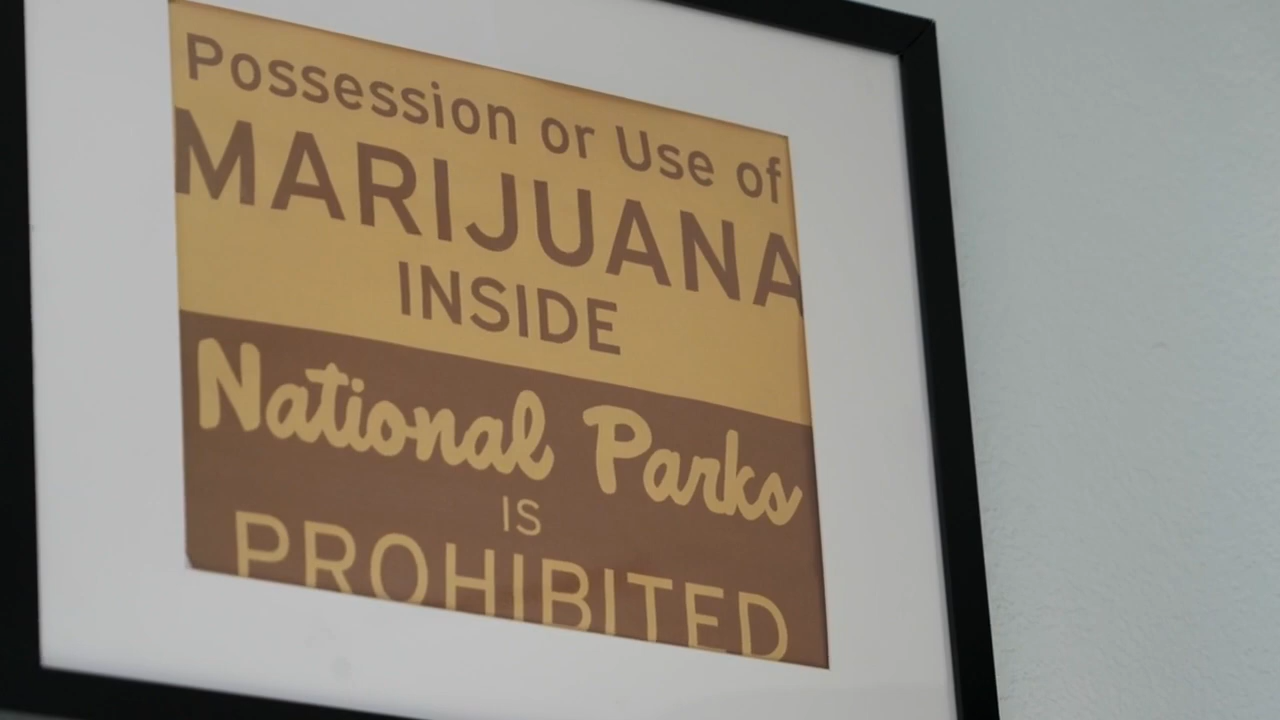 Possession or Use of
MARIJUANA
INSIDE
National Parks
IS
PROHIBITED